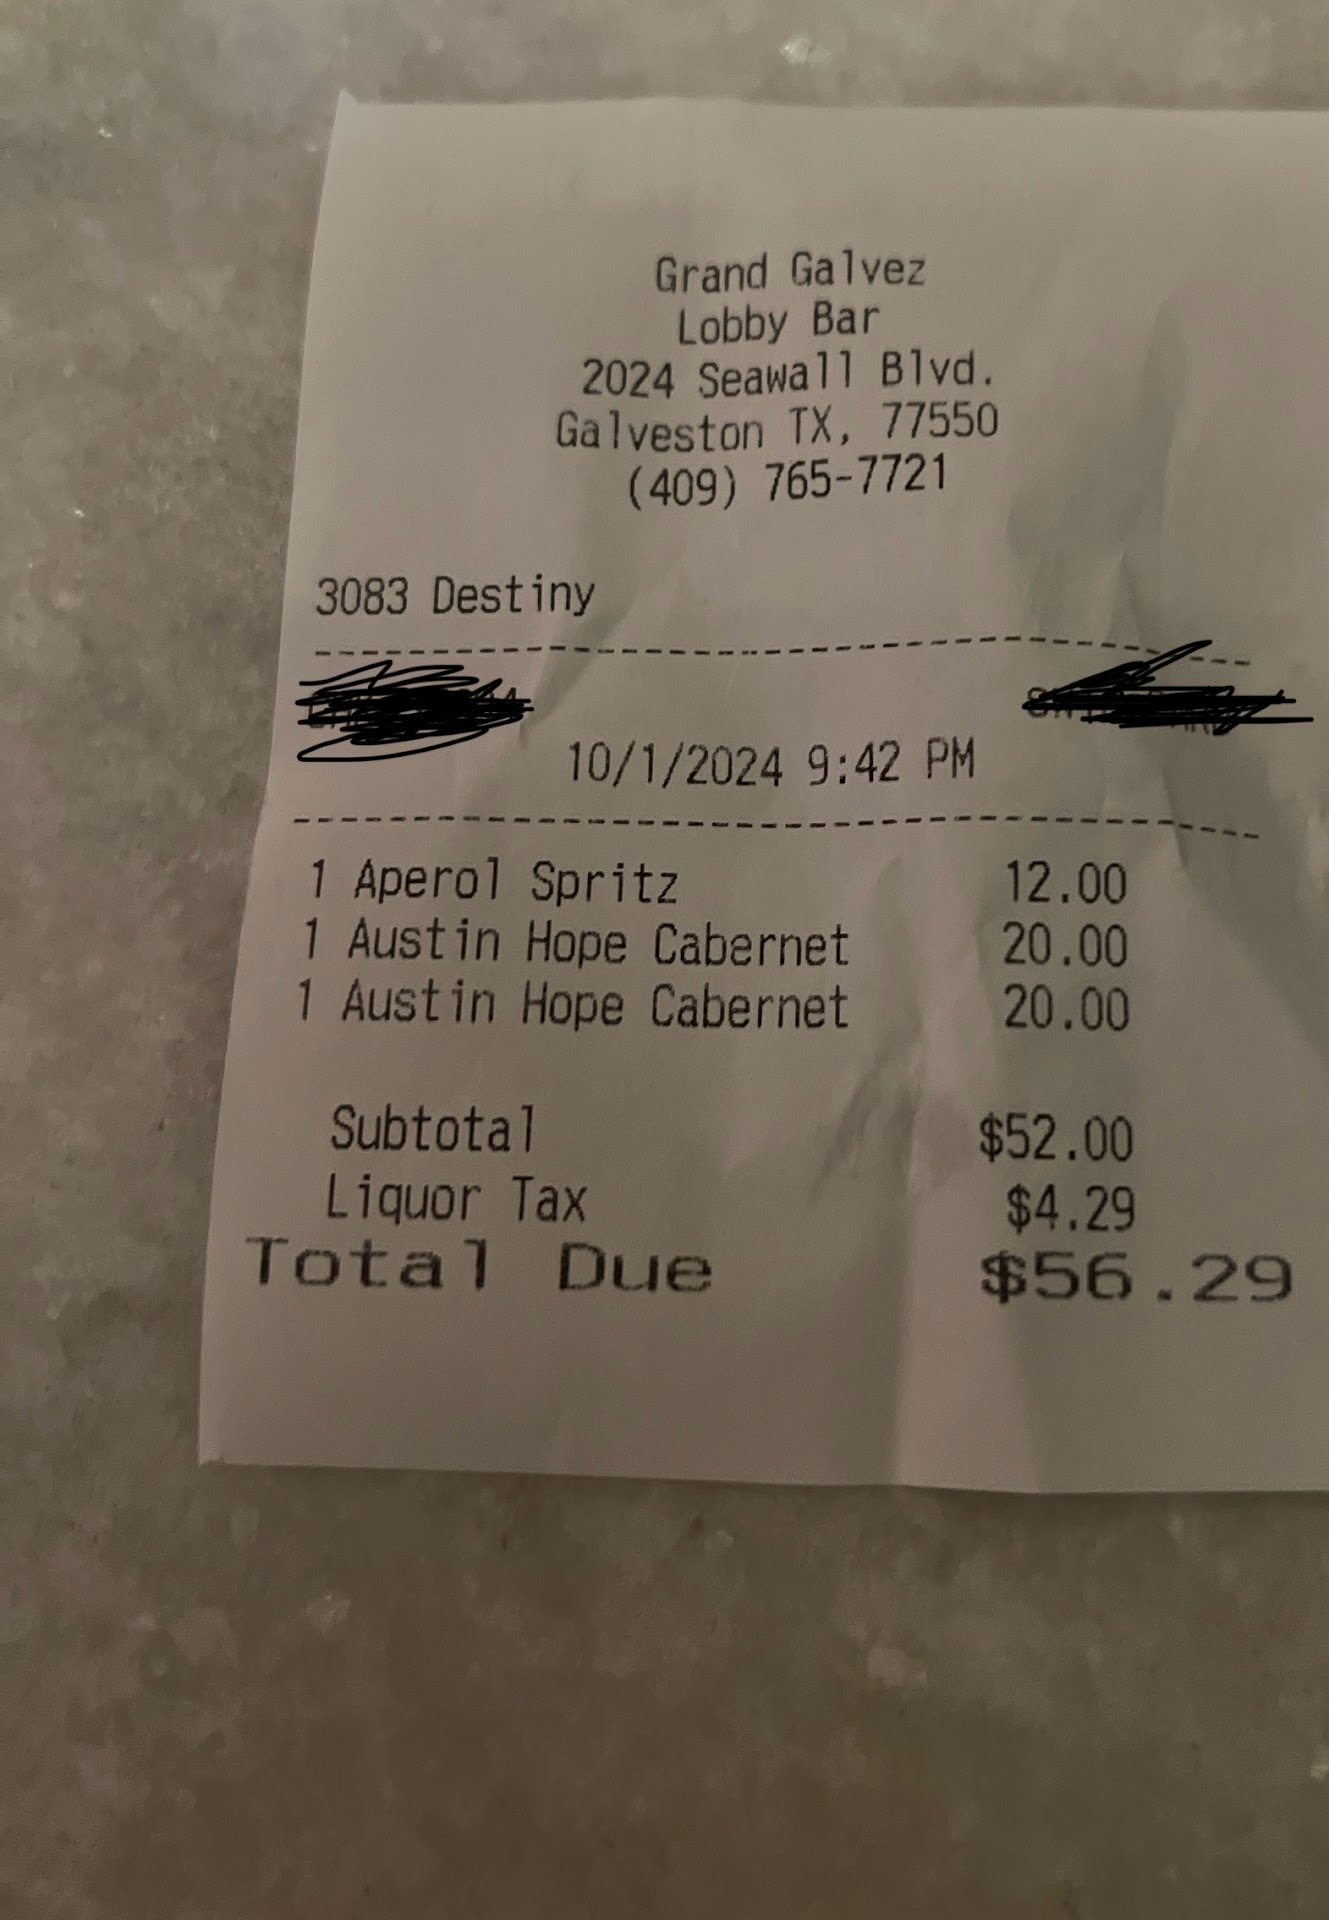 Grand Galvez
Lobby Bar
2024 Seawall Blvd.
Galveston TX, 77550
(409) 765-7721
3083 Destiny
10/1/2024 9:42 PM
1 Aperol Spritz 12.00
1 Austin Hope Cabernet 20.00
1 Austin Hope Cabernet 20.00
Subtotal $52.00
Liquor Tax $4.29
Total Due $56.29